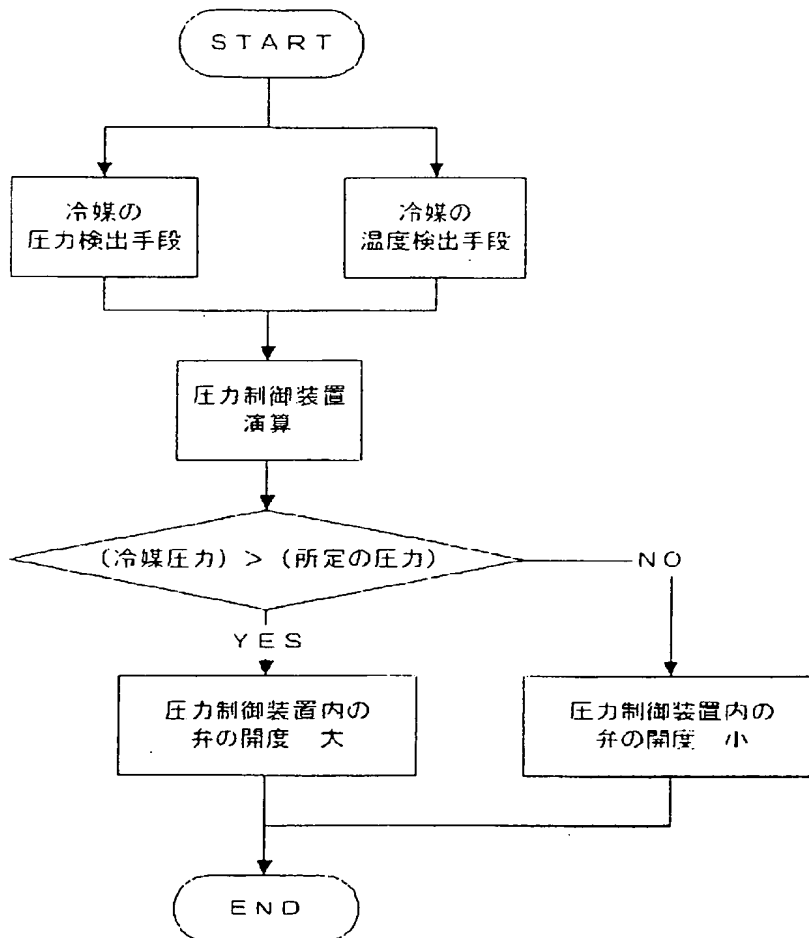 START
冷媒の
圧力検出手段
冷媒の
温度検出手段
圧力制御装置
演算
(冷媒圧力) > (所定の圧力)
NO
YES
圧力制御装置内の
弁の開度 大
圧力制御装置内の
弁の開度 小
END